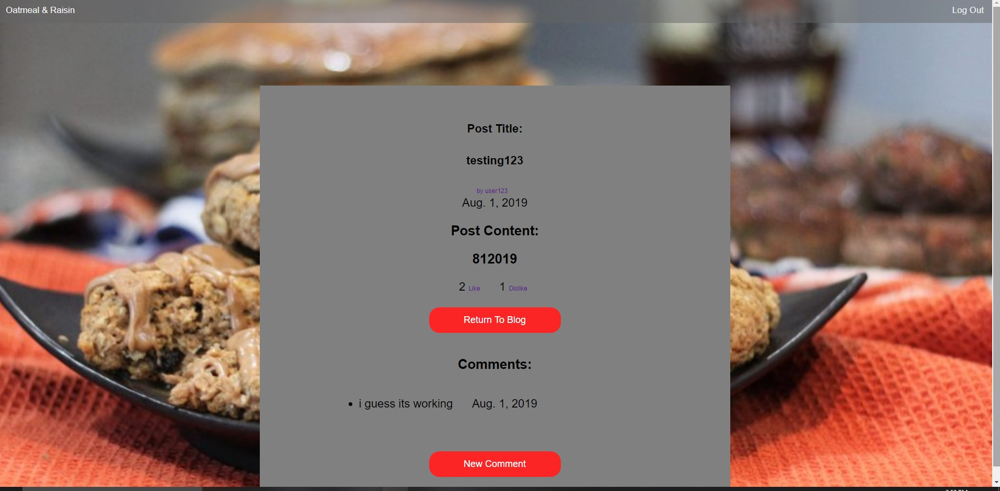 Oatmeal & Raisin Log Out
Post Title:
testing123
by user123
Aug. 1, 2019
Post Content:
812019
2 Like 1 Dislike
Return To Blog
Comments:
• i guess its working Aug. 1, 2019
New Comment